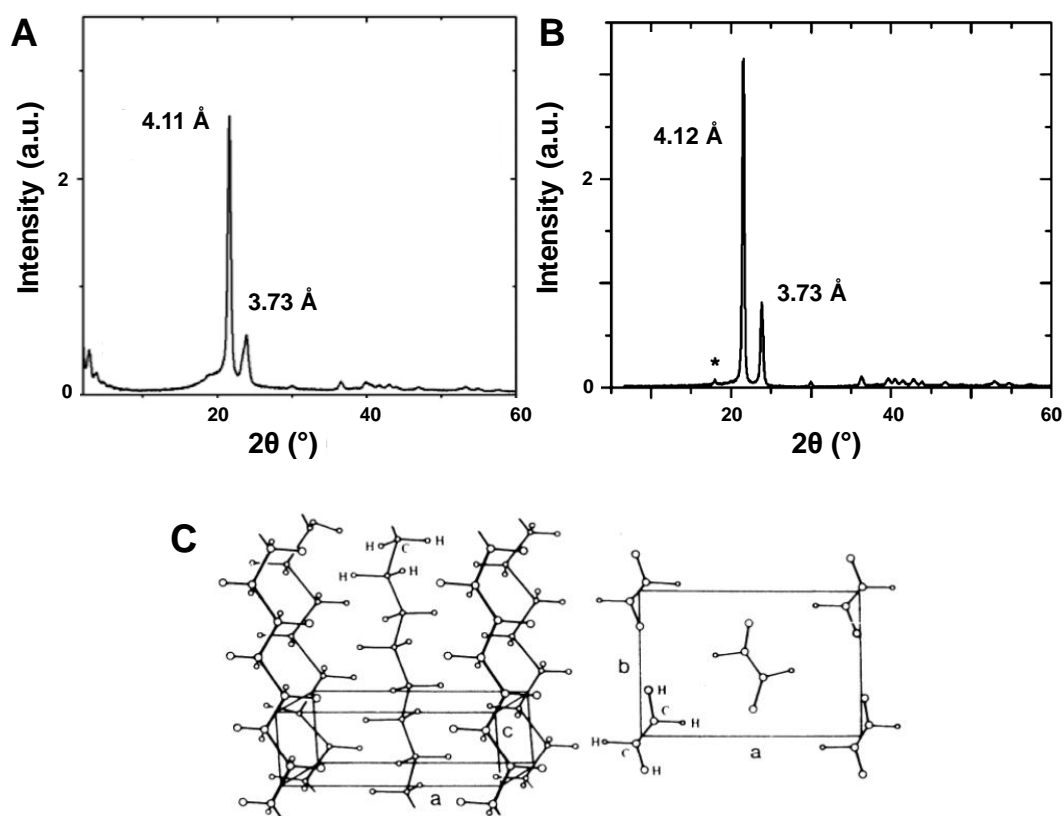 A
Intensity (a.u.)
2
0
4.11 Å
3.73 Å
20
40
60
2θ (°)
B
Intensity (a.u.)
2
0
4.12 Å
3.73 Å
*
20
40
60
2θ (°)
C
H C H
H H
c
a
b
H
C
H
H
C
H
a